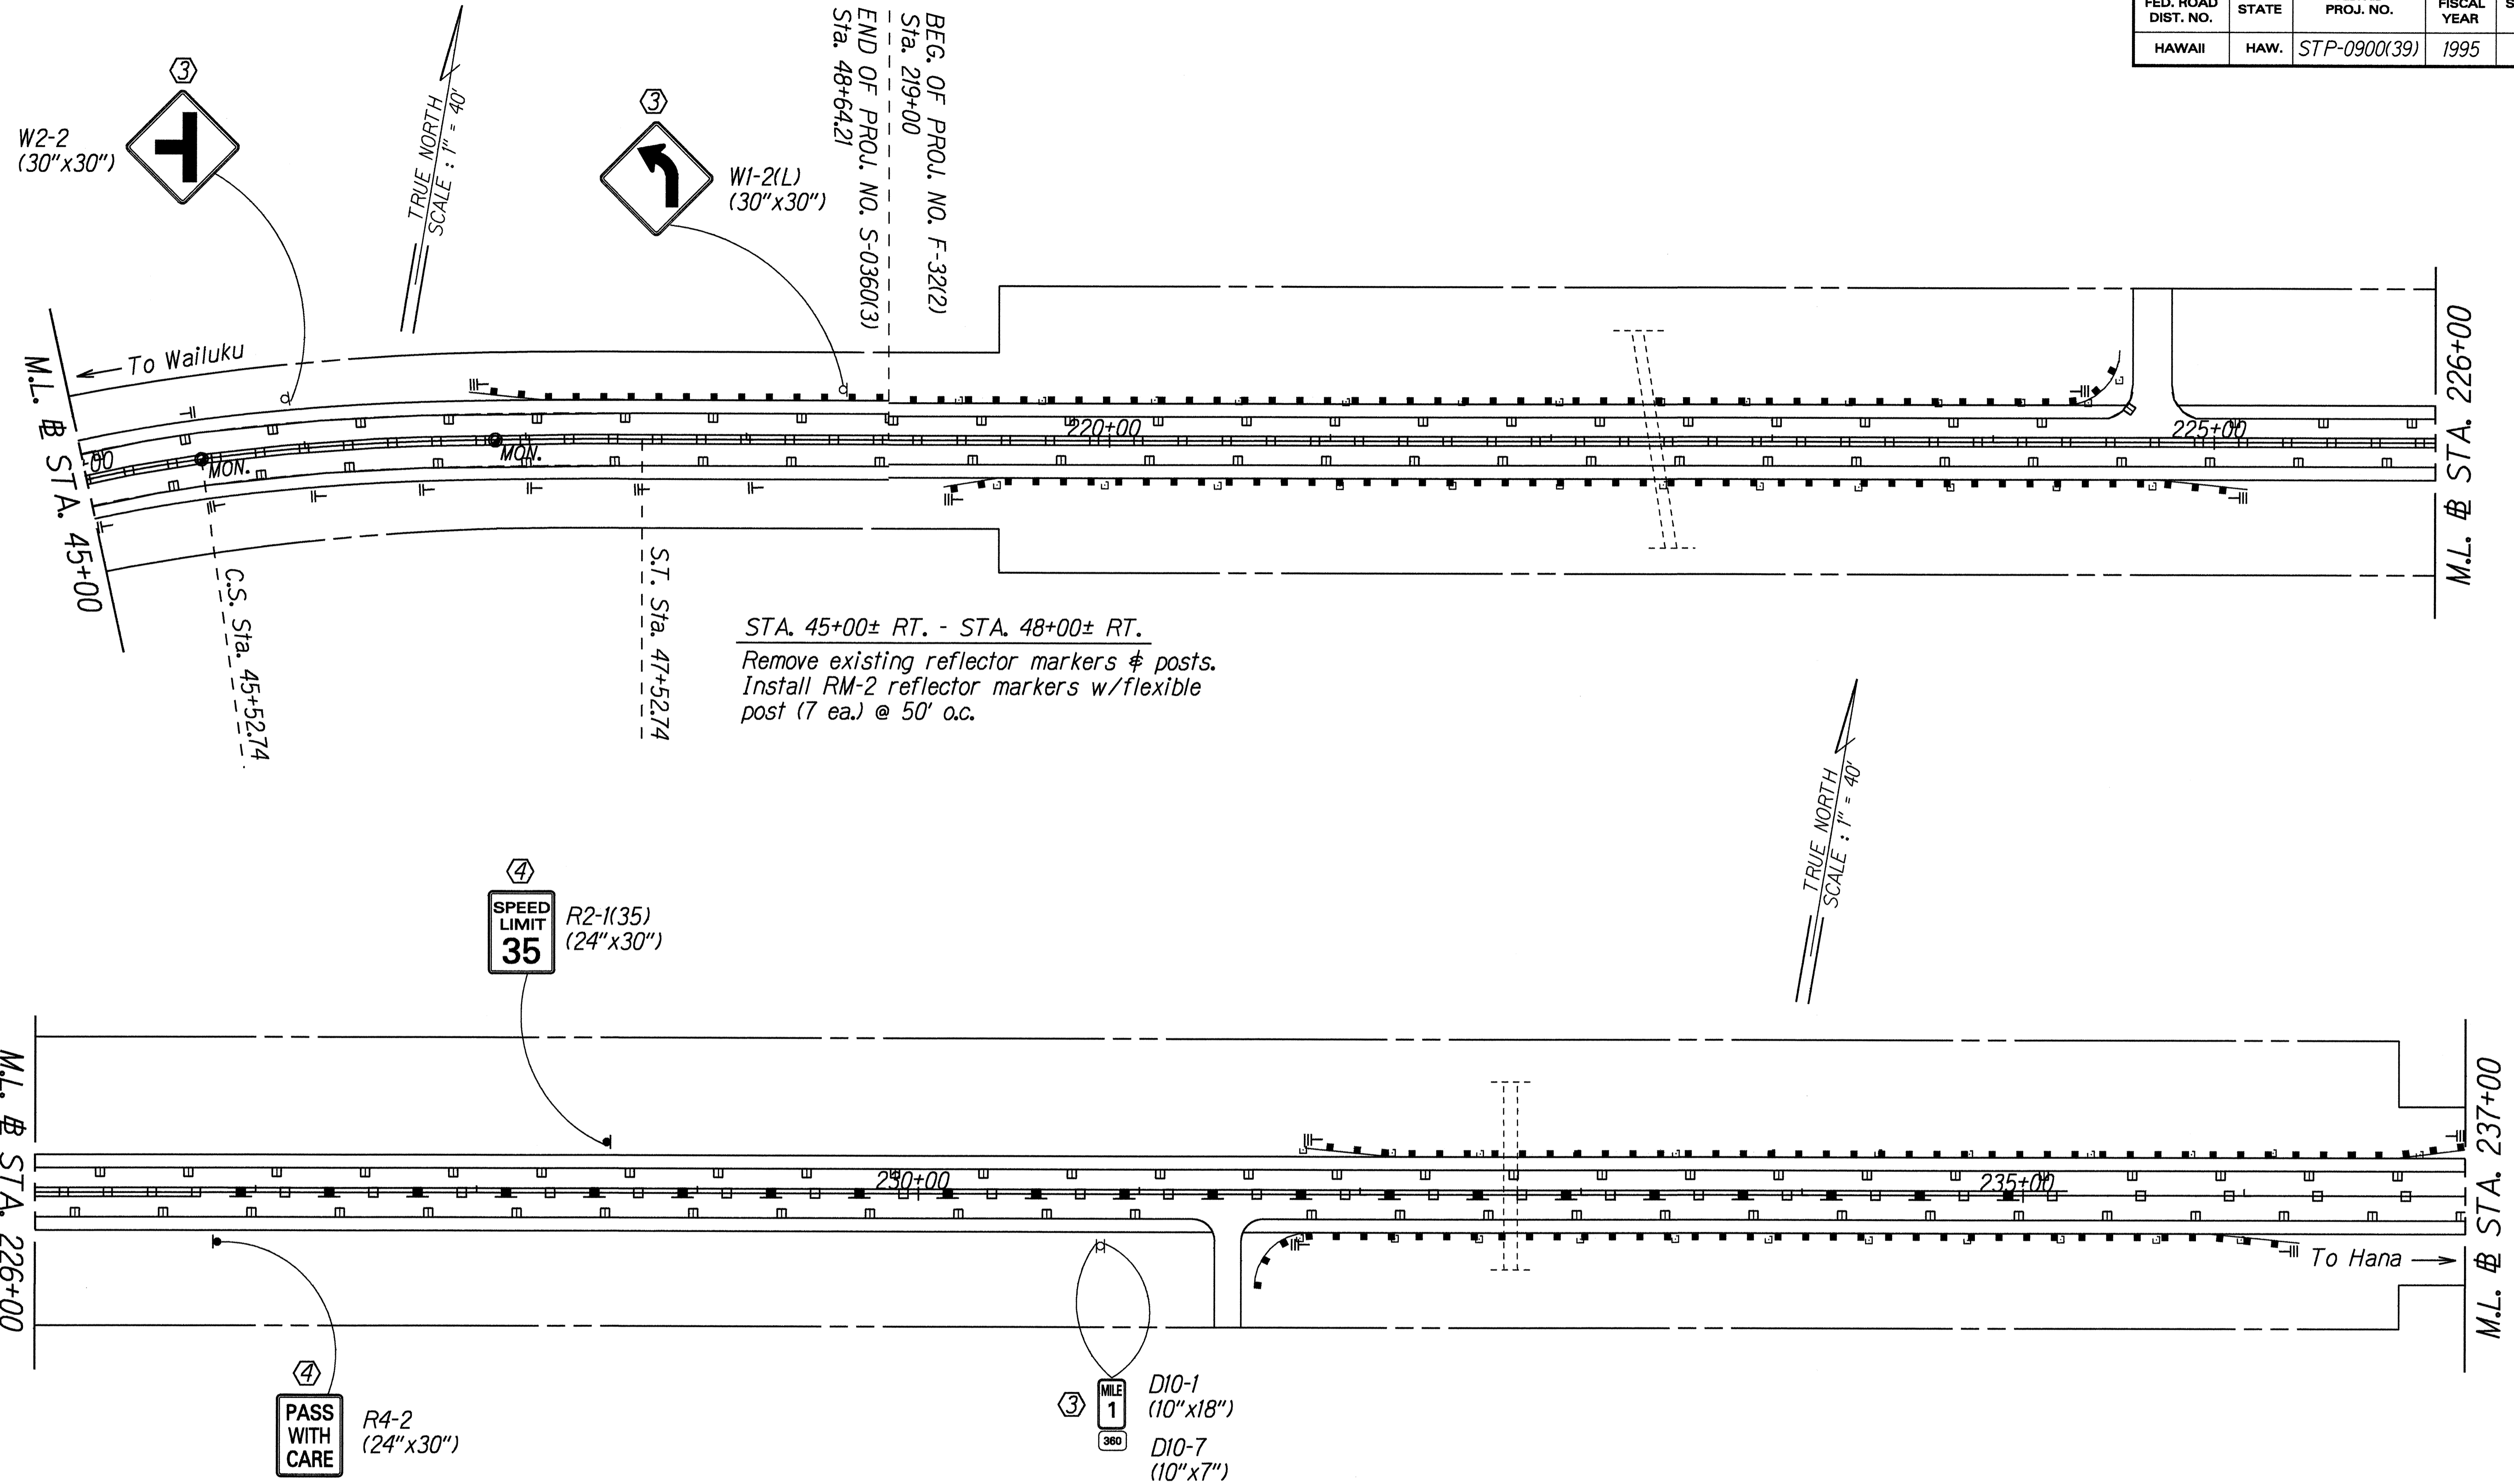 FED. ROAD DIST. NO.
STATE
PROJ. NO.
FISCAL YEAR
HAWAII
HAW.
STP-0900(39)
1995
3
W2-2
(30"x30")
TRUE NORTH
SCALE : 1" = 40'
3
W1-2(L)
(30"x30")
BEG. OF PROJ. NO. F-32(2)
Sta. 219+00
END OF PROJ. NO. S-0360(3)
Sta. 48+64.21
To Wailuku
M.L. ⅊ STA. 45+00
+00
MON.
MON.
220+00
225+00
M.L. ⅊ STA. 226+00
C.S. Sta. 45+52.74
S.T. Sta. 47+52.74
STA. 45+00± RT. - STA. 48+00± RT.
Remove existing reflector markers & posts.
Install RM-2 reflector markers w/flexible
post (7 ea.) @ 50' o.c.
TRUE NORTH
SCALE : 1" = 40'
4
SPEED
LIMIT
35
R2-1(35)
(24"x30")
M.L. ⅊ STA. 226+00
230+00
235+00
M.L. ⅊ STA. 237+00
To Hana
4
PASS
WITH
CARE
R4-2
(24"x30")
3
MILE
1
360
D10-1
(10"x18")
D10-7
(10"x7")